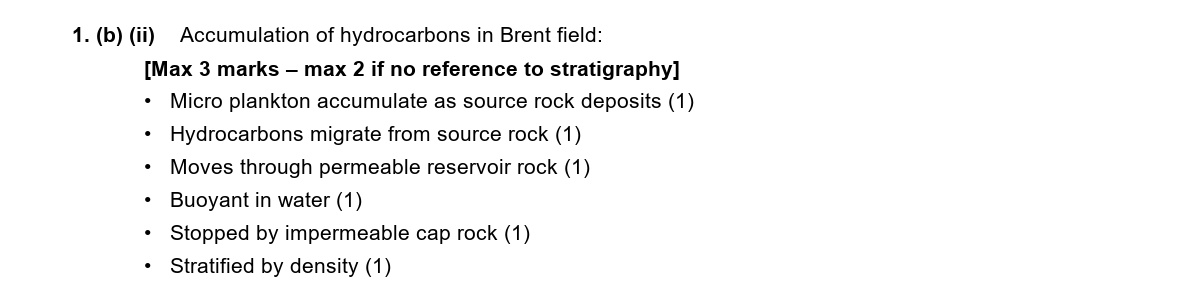 1. (b) (ii) Accumulation of hydrocarbons in Brent field:
[Max 3 marks – max 2 if no reference to stratigraphy]
• Micro plankton accumulate as source rock deposits (1)
• Hydrocarbons migrate from source rock (1)
• Moves through permeable reservoir rock (1)
• Buoyant in water (1)
• Stopped by impermeable cap rock (1)
• Stratified by density (1)